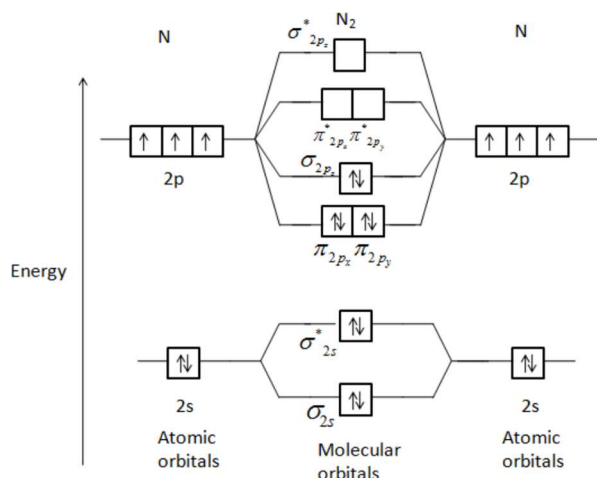 N
N₂
N
σ*₂pz
π*₂px π*₂py
σ₂pz
2p
2p
π₂px π₂py
Energy
σ*₂s
σ₂s
2s
2s
Atomic
orbitals
Molecular
orbitals
Atomic
orbitals